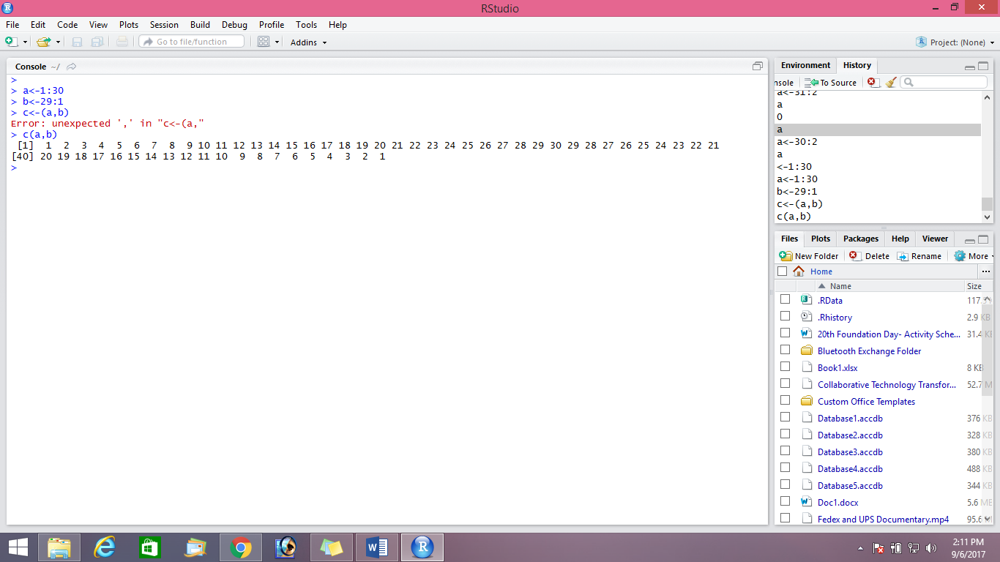 RStudio
File Edit Code View Plots Session Build Debug Profile Tools Help
Go to file/function Addins Project: (None)
Console ~/
>
> a<-1:30
> b<-29:1
> c<-(a,b)
Error: unexpected ',' in "c<-(a,"
> c(a,b)
[1] 1 2 3 4 5 6 7 8 9 10 11 12 13 14 15 16 17 18 19 20 21 22 23 24 25 26 27 28 29 30 29 28 27 26 25 24 23 22 21
[40] 20 19 18 17 16 15 14 13 12 11 10 9 8 7 6 5 4 3 2 1
>
Environment History
nsole To Source
a<-31:2
a
0
a
a<-30:2
a
<-1:30
a<-1:30
b<-29:1
c<-(a,b)
c(a,b)
Files Plots Packages Help Viewer
New Folder Delete Rename More
Home ...
Name Size
.RData 117.
.Rhistory 2.9 KB
20th Foundation Day- Activity Sche... 31.4 KB
Bluetooth Exchange Folder
Book1.xlsx 8 KB
Collaborative Technology Transfor... 52.7 M
Custom Office Templates
Database1.accdb 376 KB
Database2.accdb 328 KB
Database3.accdb 380 KB
Database4.accdb 488 KB
Database5.accdb 344 KB
Doc1.docx 5.6 ME
Fedex and UPS Documentary.mp4 95.6
2:11 PM
9/6/2017